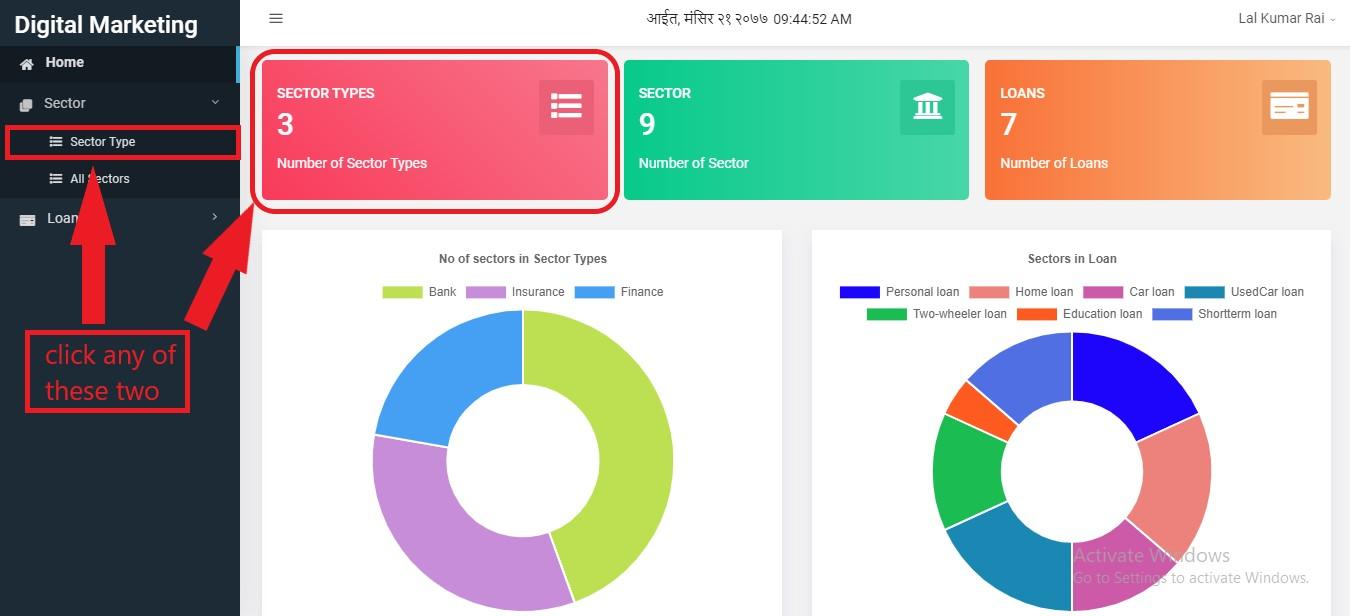 Digital Marketing
आईत, मंसिर २१ २०७७ 09:44:52 AM
Lal Kumar Rai
Home
Sector
Sector Type
All Sectors
Loan
click any of
these two
SECTOR TYPES
3
Number of Sector Types
SECTOR
9
Number of Sector
LOANS
7
Number of Loans
No of sectors in Sector Types
Bank Insurance Finance
Sectors in Loan
Personal loan Home loan Car loan UsedCar loan
Two-wheeler loan Education loan Shortterm loan
Activate Windows
Go to Settings to activate Windows.